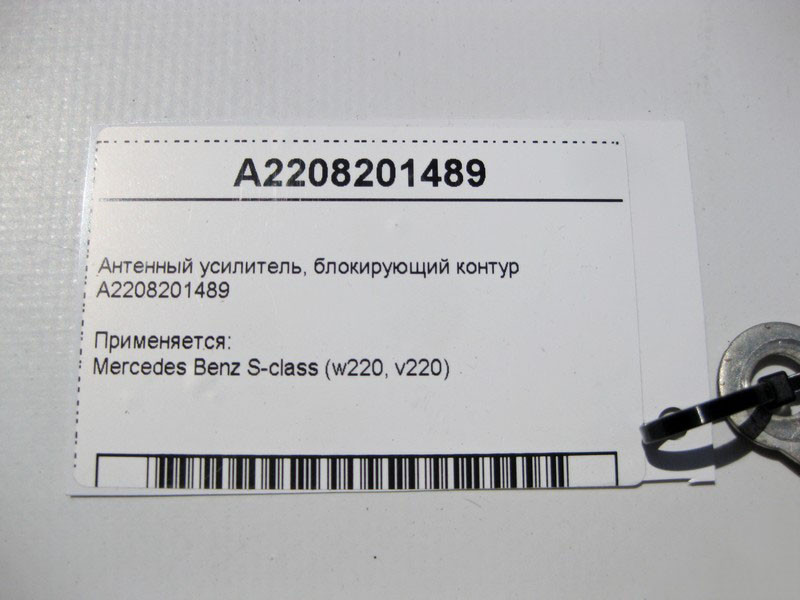 A2208201489
Антенный усилитель, блокирующий контур
A2208201489
Применяется:
Mercedes Benz S-class (w220, v220)